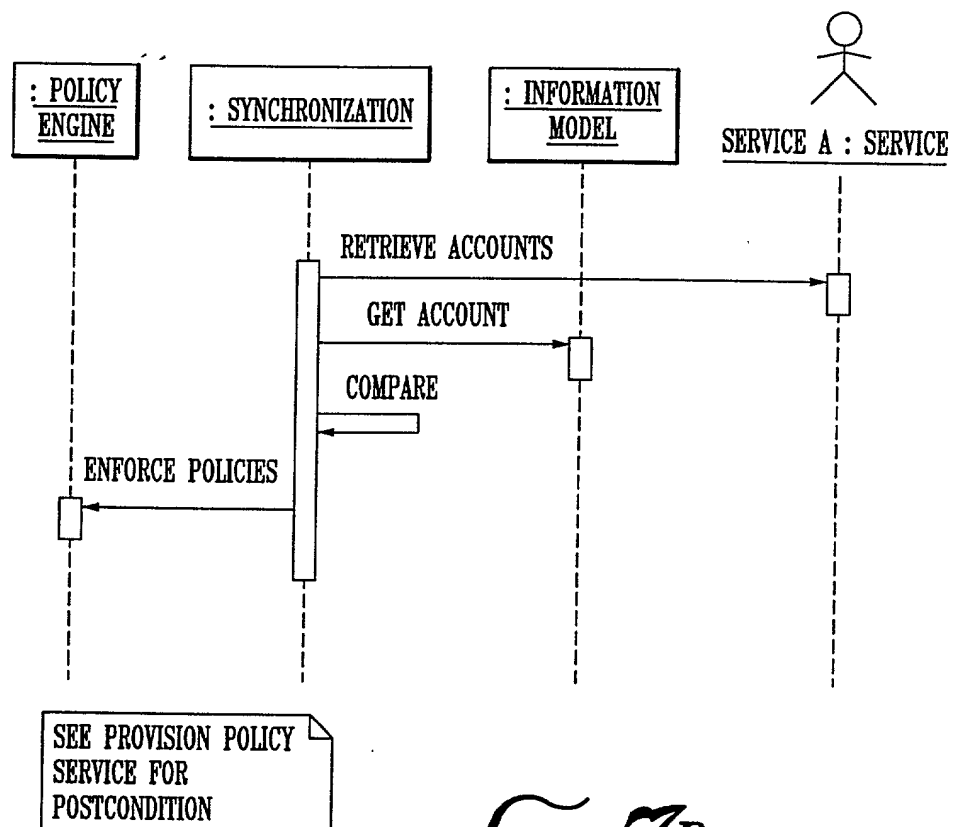 : POLICY
ENGINE
: SYNCHRONIZATION
: INFORMATION
MODEL
SERVICE A : SERVICE
RETRIEVE ACCOUNTS
GET ACCOUNT
COMPARE
ENFORCE POLICIES
SEE PROVISION POLICY
SERVICE FOR
POSTCONDITION